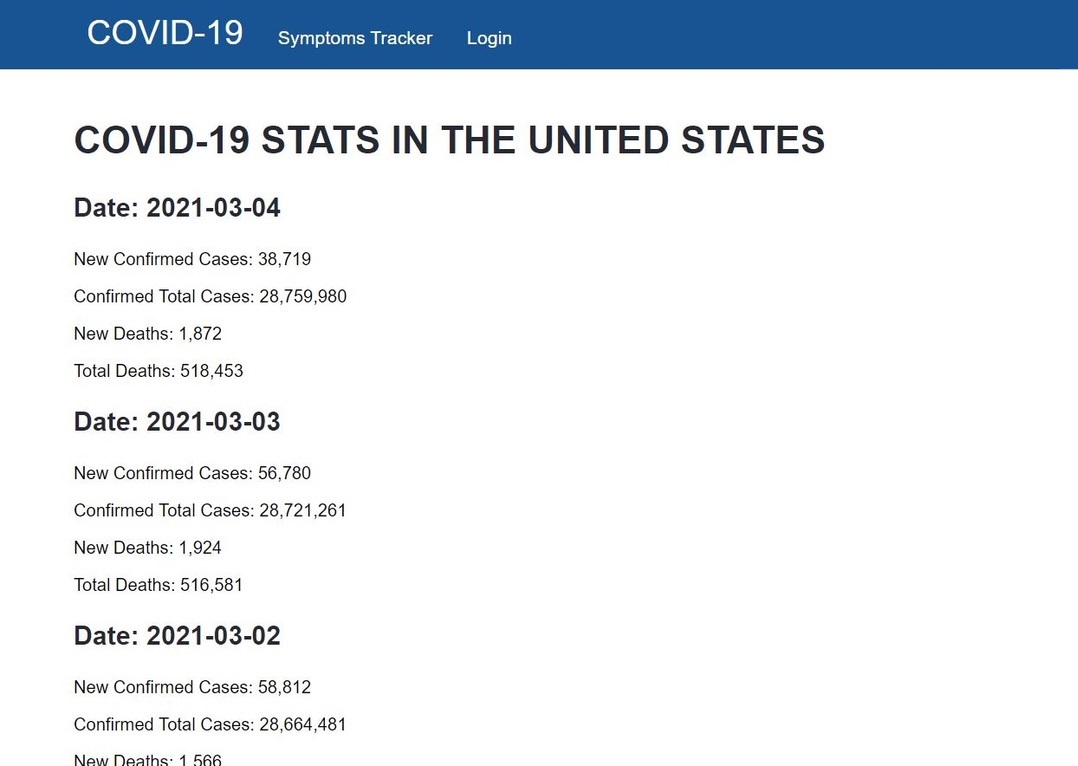 COVID-19 Symptoms Tracker Login
COVID-19 STATS IN THE UNITED STATES
Date: 2021-03-04
New Confirmed Cases: 38,719
Confirmed Total Cases: 28,759,980
New Deaths: 1,872
Total Deaths: 518,453
Date: 2021-03-03
New Confirmed Cases: 56,780
Confirmed Total Cases: 28,721,261
New Deaths: 1,924
Total Deaths: 516,581
Date: 2021-03-02
New Confirmed Cases: 58,812
Confirmed Total Cases: 28,664,481
New Deaths: 1,566